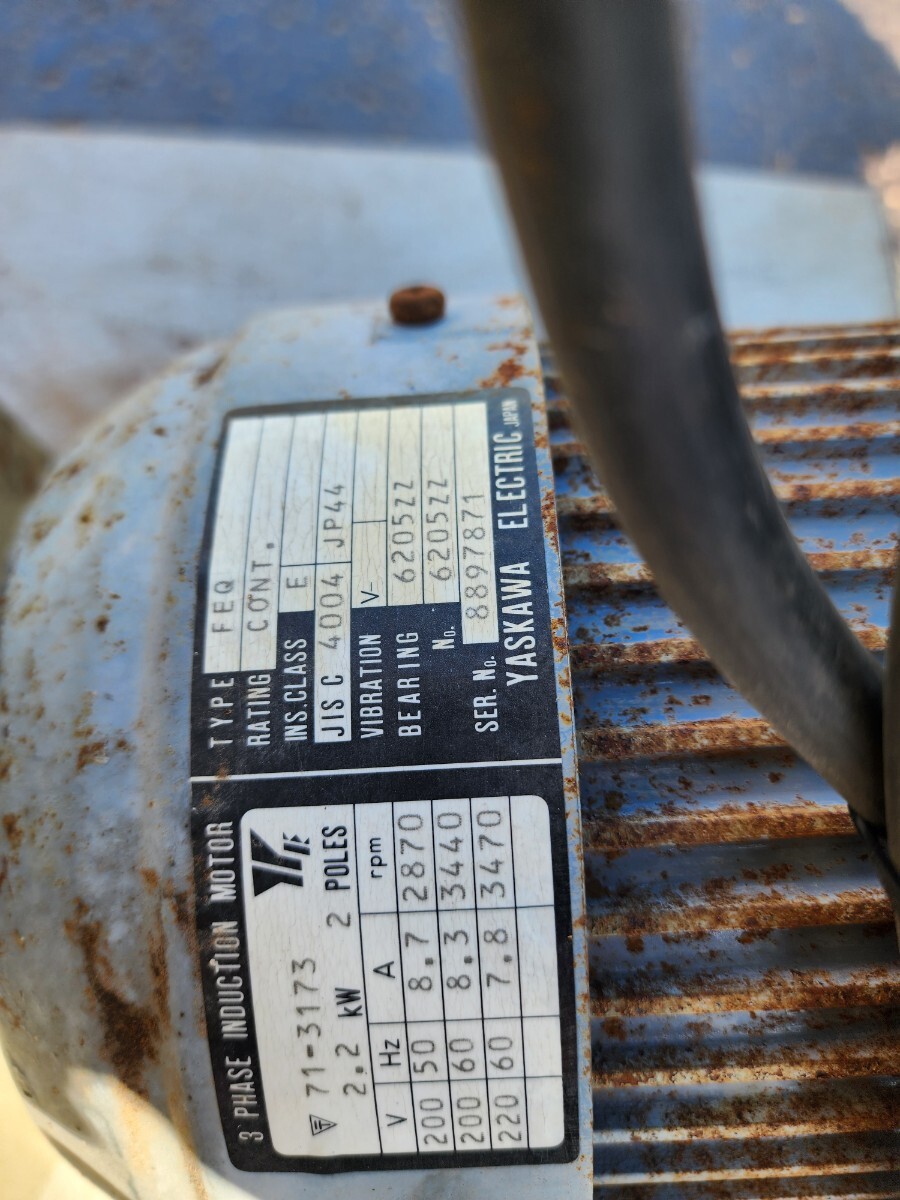 3 PHASE INDUCTION MOTOR
71-3173
2.2 kW 2 POLES
V Hz A rpm
200 50 8.7 2870
200 60 8.3 3440
220 60 7.8 3470
TYPE FEQ
RATING CONT.
INS.CLASS E
JIS C 4004 JP44
VIBRATION V-
BEARING 6205ZZ
No. 6205ZZ
SER. No. 8897871
YASKAWA ELECTRIC JAPAN